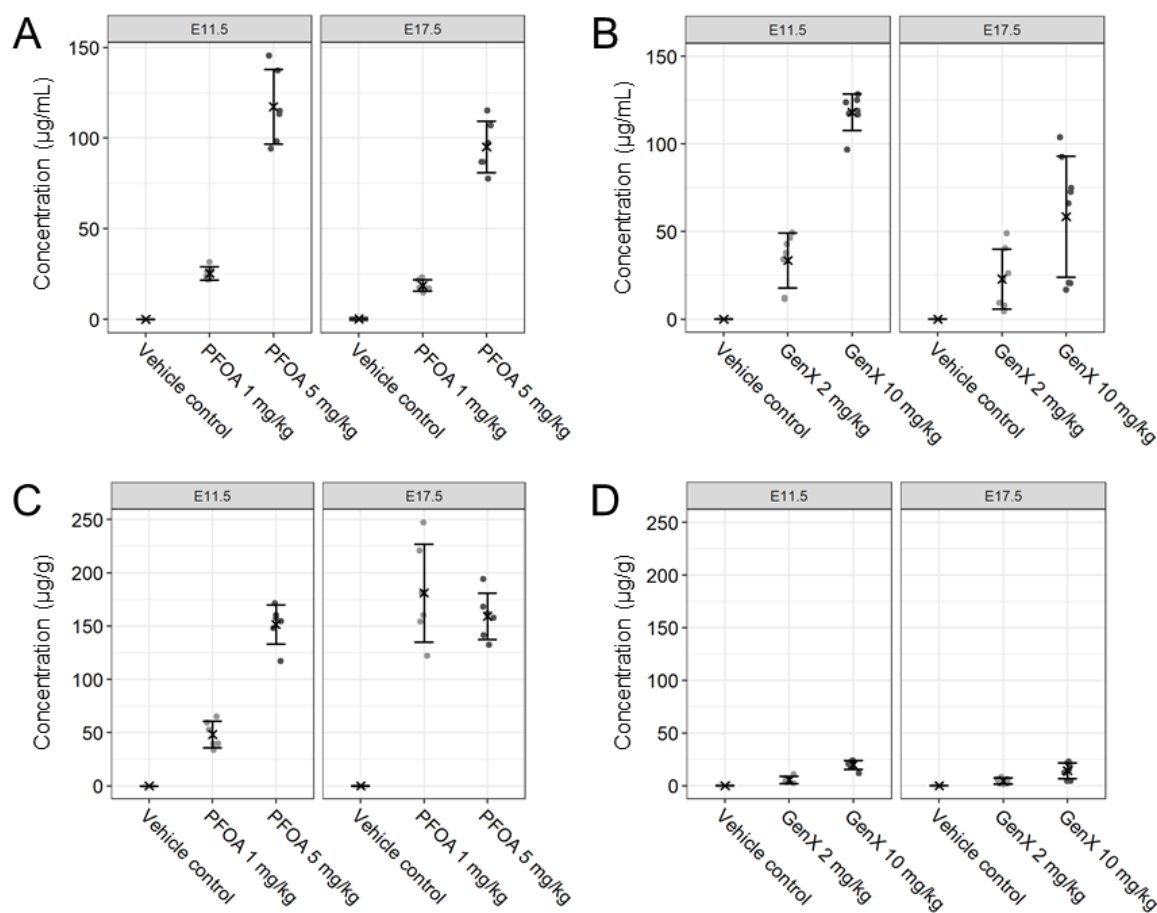 A
E11.5
E17.5
Concentration (µg/mL)
150
100
50
0
Vehicle control
PFOA 1 mg/kg
PFOA 5 mg/kg
Vehicle control
PFOA 1 mg/kg
PFOA 5 mg/kg
B
E11.5
E17.5
Concentration (µg/mL)
150
100
50
0
Vehicle control
GenX 2 mg/kg
GenX 10 mg/kg
Vehicle control
GenX 2 mg/kg
GenX 10 mg/kg
C
E11.5
E17.5
Concentration (µg/g)
250
200
150
100
50
0
Vehicle control
PFOA 1 mg/kg
PFOA 5 mg/kg
Vehicle control
PFOA 1 mg/kg
PFOA 5 mg/kg
D
E11.5
E17.5
Concentration (µg/g)
250
200
150
100
50
0
Vehicle control
GenX 2 mg/kg
GenX 10 mg/kg
Vehicle control
GenX 2 mg/kg
GenX 10 mg/kg